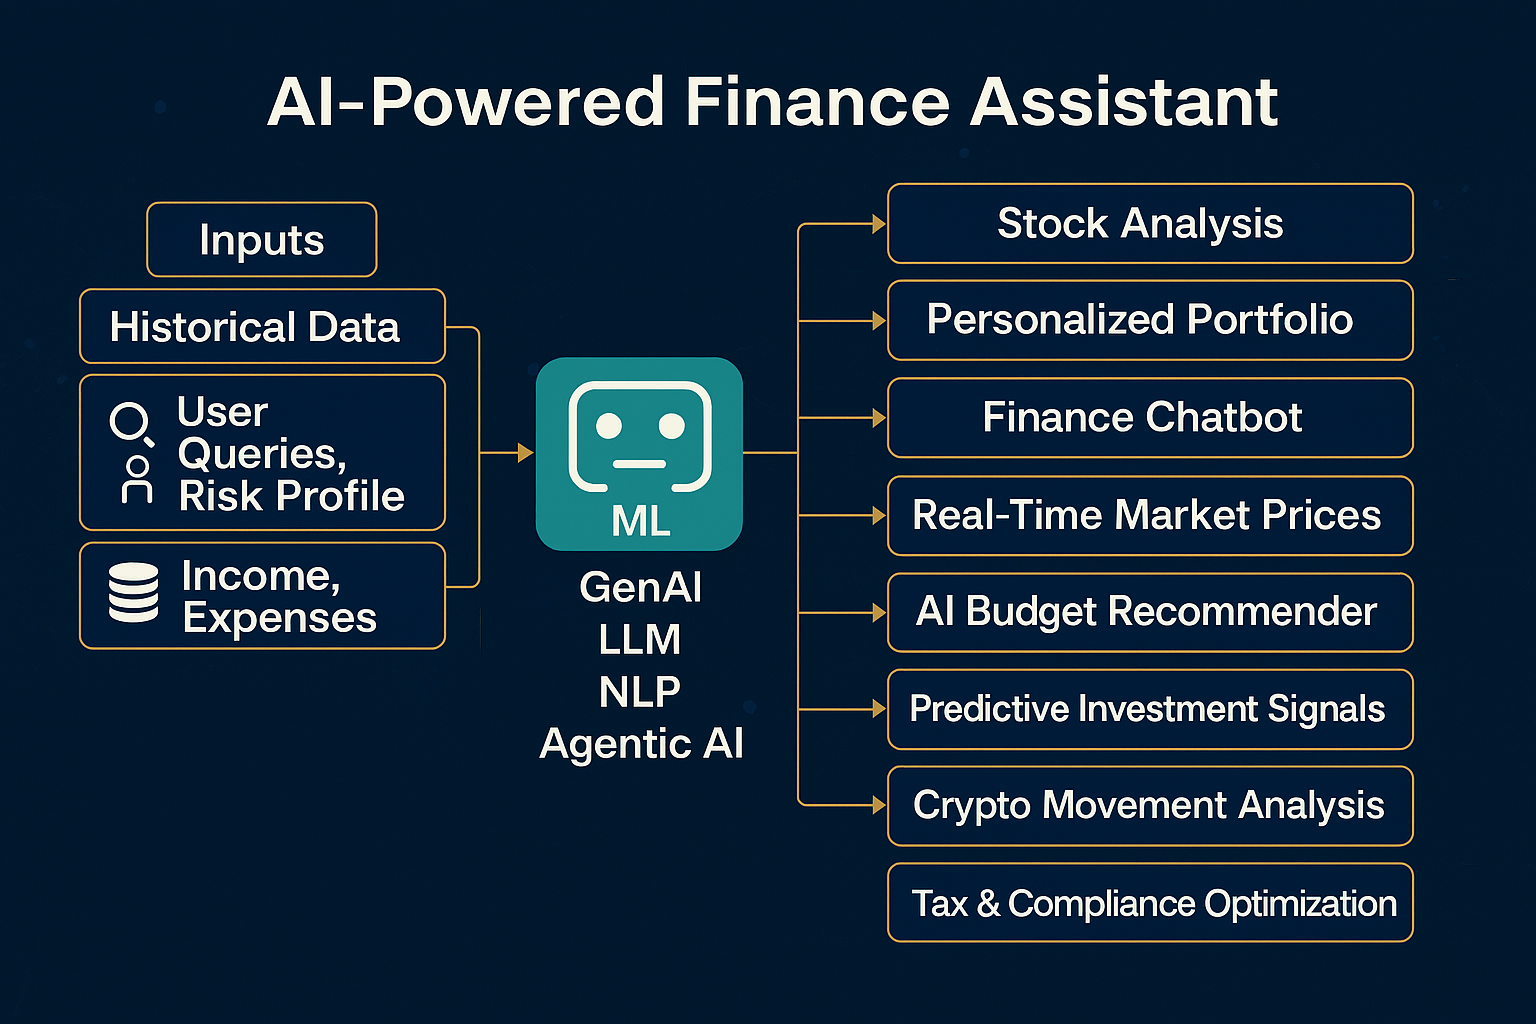 AI-Powered Finance Assistant
Inputs
Historical Data
User
Queries,
Risk Profile
Income,
Expenses
ML
GenAI
LLM
NLP
Agentic AI
Stock Analysis
Personalized Portfolio
Finance Chatbot
Real-Time Market Prices
AI Budget Recommender
Predictive Investment Signals
Crypto Movement Analysis
Tax & Compliance Optimization